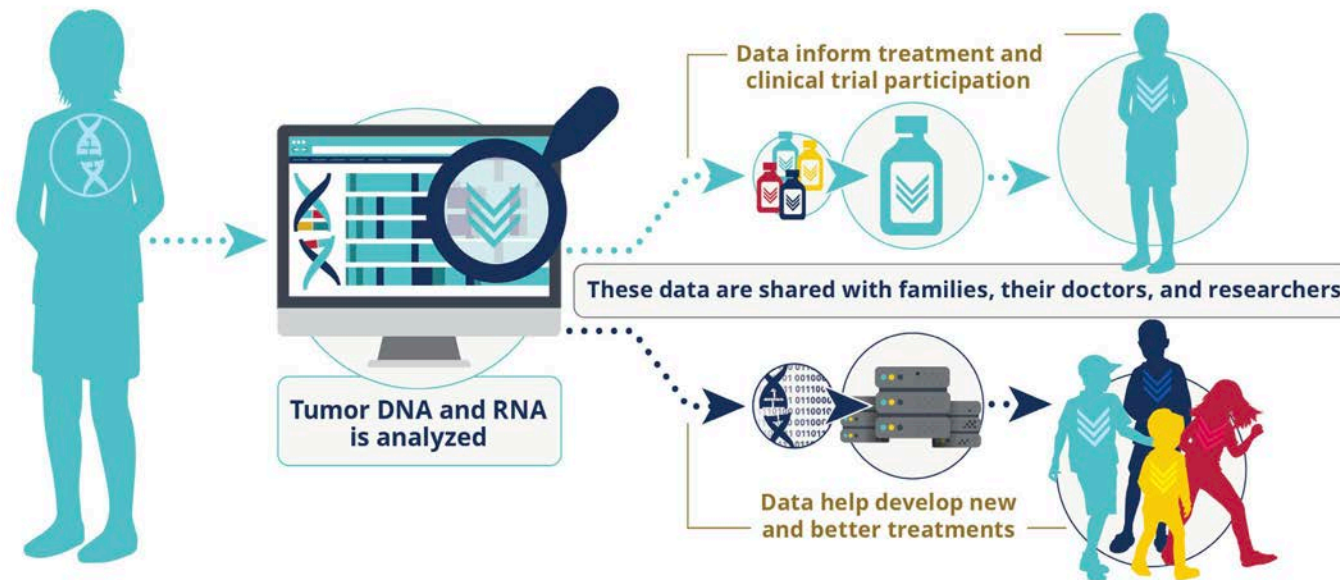 Data inform treatment and
clinical trial participation
These data are shared with families, their doctors, and researchers
Tumor DNA and RNA
is analyzed
Data help develop new
and better treatments